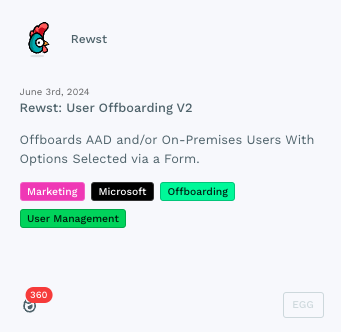 Rewst
June 3rd, 2024
Rewst: User Offboarding V2
Offboards AAD and/or On-Premises Users With
Options Selected via a Form.
Marketing Microsoft Offboarding
User Management
360
EGG